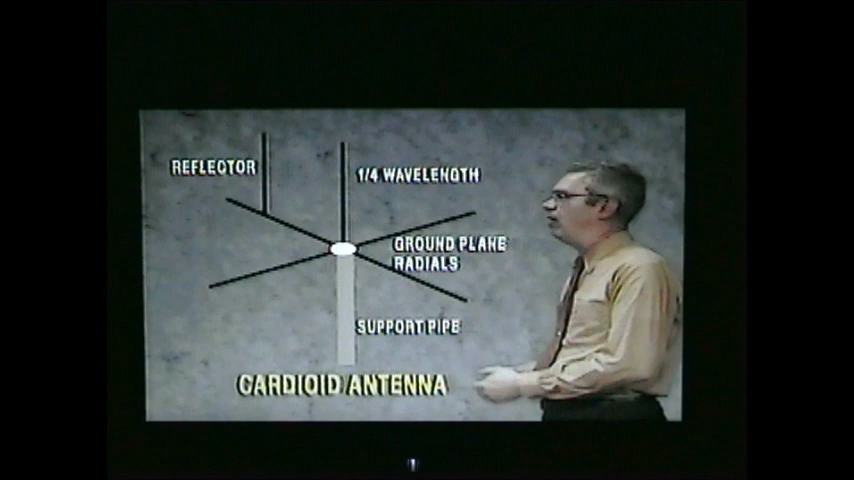 REFLECTOR
1/4 WAVELENGTH
GROUND PLANE
RADIALS
SUPPORT PIPE
CARDIOID ANTENNA